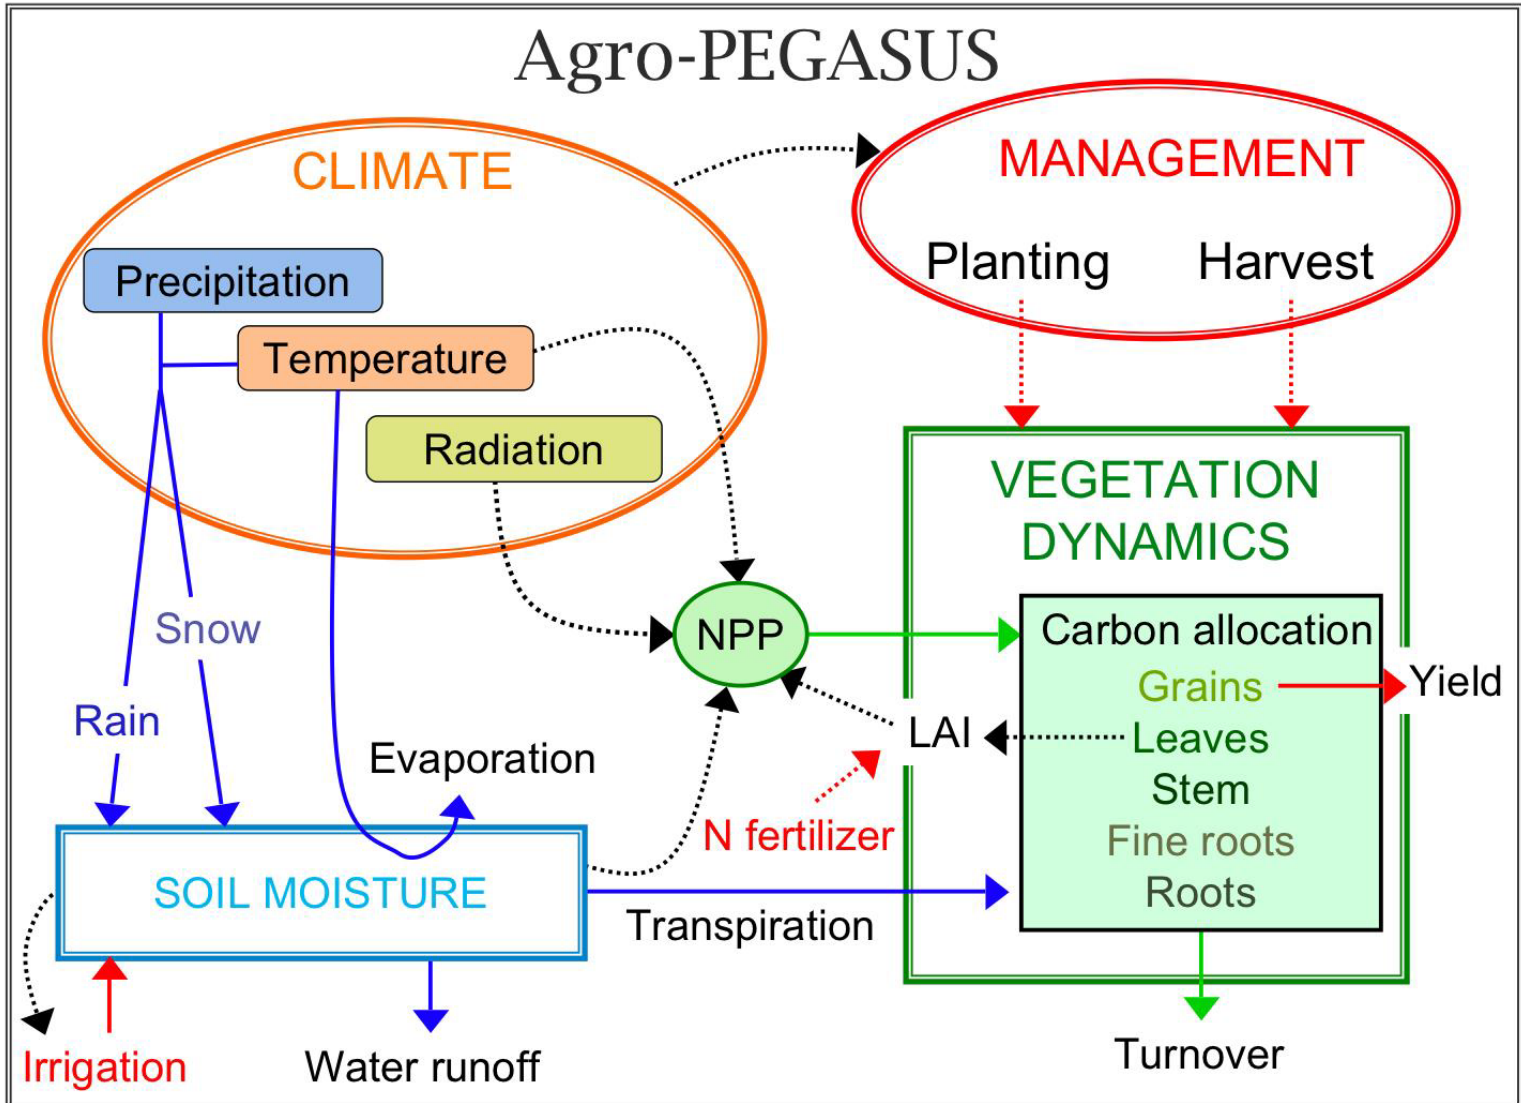 Agro-PEGASUS
CLIMATE
MANAGEMENT
Precipitation
Planting
Harvest
Temperature
Radiation
VEGETATION
DYNAMICS
Snow
NPP
Carbon allocation
Rain
Grains
Yield
Evaporation
LAI
Leaves
Stem
N fertilizer
Fine roots
SOIL MOISTURE
Roots
Transpiration
Irrigation
Water runoff
Turnover